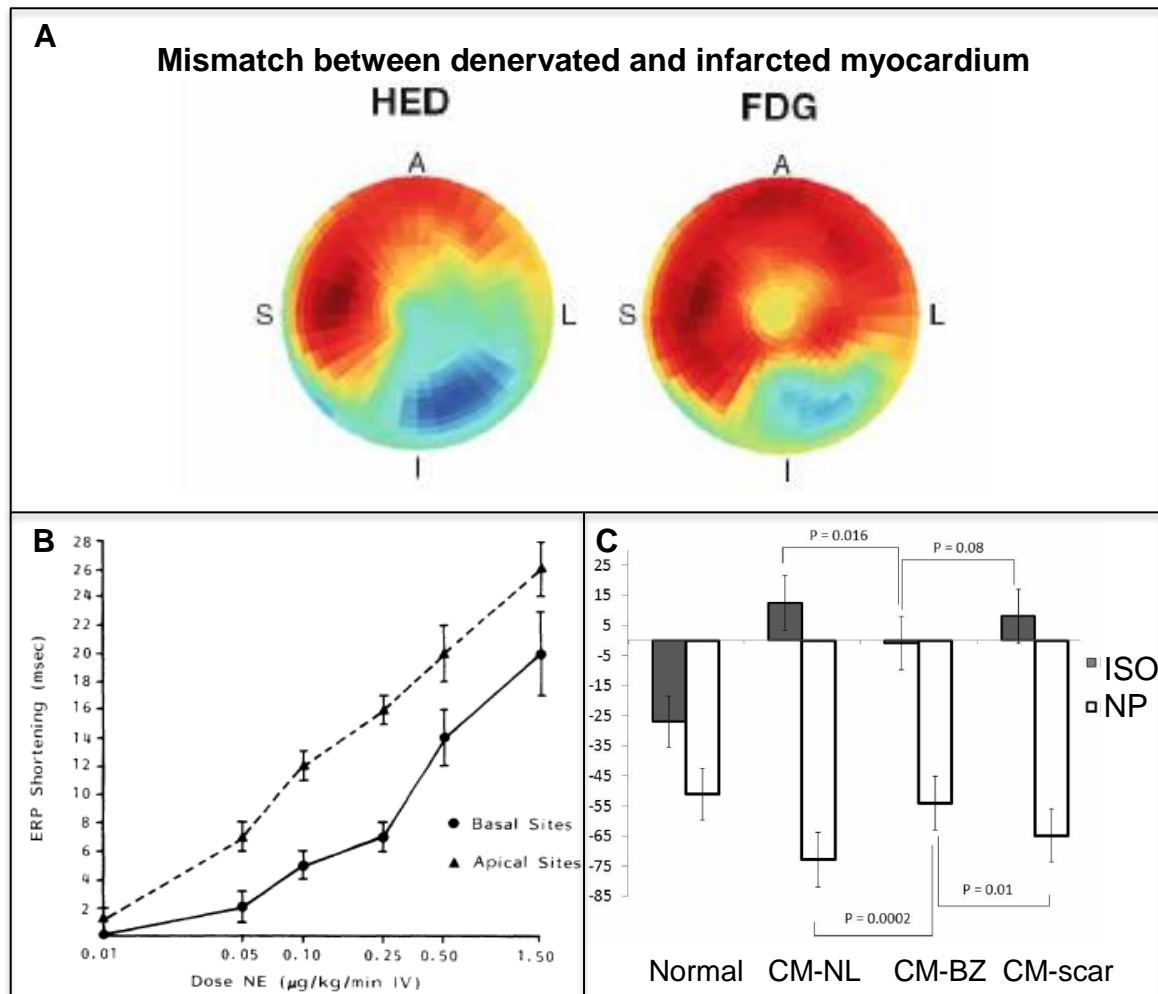 A
Mismatch between denervated and infarcted myocardium
HED
FDG
A
A
S
L
S
L
I
I
B
28
26
24
22
20
18
16
14
12
10
8
6
4
2
ERP Shortening (msec)
Basal Sites
Apical Sites
0.01
0.05
0.10
0.25
0.50
1.50
Dose NE (µg/kg/min IV)
C
P = 0.016
P = 0.08
25
15
5
-5
-15
-25
-35
-45
-55
-65
-75
-85
ISO
NP
P = 0.01
P = 0.0002
Normal CM-NL CM-BZ CM-scar